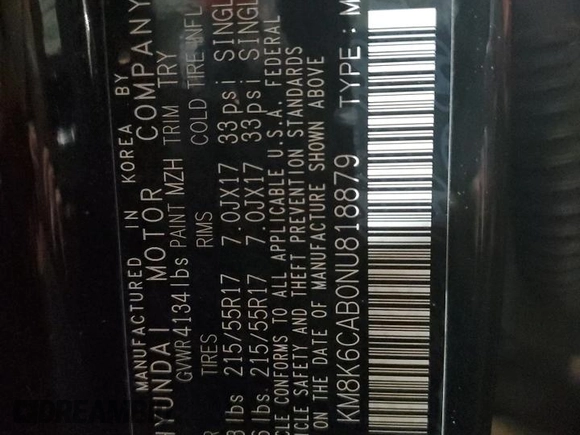 MANUFACTURED IN KOREA BY
HYUNDAI MOTOR COMPANY
GVWR 4134 lbs PAINT MZH TRIM TRY
TIRES RIMS COLD TIRE INFL
8 lbs 215/55R17 7.0JX17 33psi SINGL
lbs 215/55R17 7.0JX17 33psi SINGL
CLE CONFORMS TO ALL APPLICABLE U.S.A. FEDERAL
ICLE SAFETY AND THEFT PREVENTION STANDARDS
T ON THE DATE OF MANUFACTURE SHOWN ABOVE
KM8K6CAB0NU818879 TYPE : M